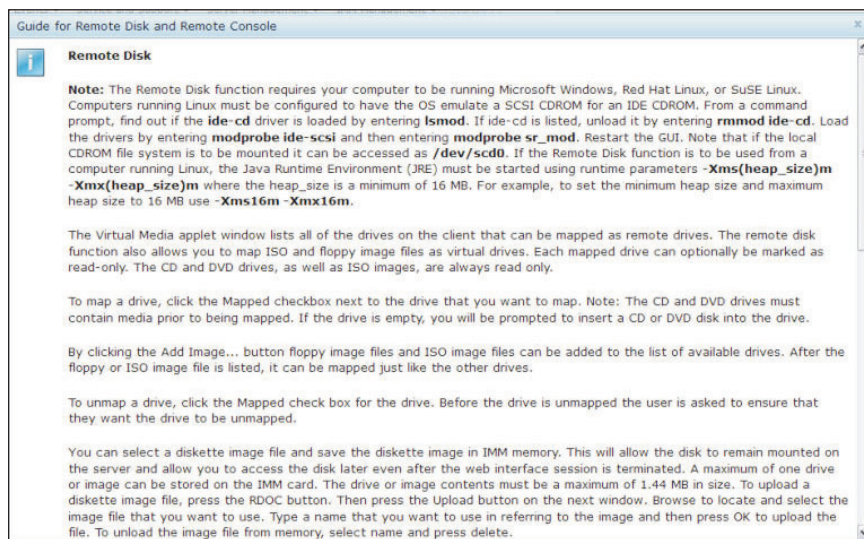 Guide for Remote Disk and Remote Console
Remote Disk
Note: The Remote Disk function requires your computer to be running Microsoft Windows, Red Hat Linux, or SuSE Linux.
Computers running Linux must be configured to have the OS emulate a SCSI CDROM for an IDE CDROM. From a command
prompt, find out if the ide-cd driver is loaded by entering lsmod. If ide-cd is listed, unload it by entering rmmod ide-cd. Load
the drivers by entering modprobe ide-scsi and then entering modprobe sr_mod. Restart the GUI. Note that if the local
CDROM file system is to be mounted it can be accessed as /dev/scd0. If the Remote Disk function is to be used from a
computer running Linux, the Java Runtime Environment (JRE) must be started using runtime parameters -Xms(heap_size)m
-Xmx(heap_size)m where the heap_size is a minimum of 16 MB. For example, to set the minimum heap size and maximum
heap size to 16 MB use -Xms16m -Xmx16m.
The Virtual Media applet window lists all of the drives on the client that can be mapped as remote drives. The remote disk
function also allows you to map ISO and floppy image files as virtual drives. Each mapped drive can optionally be marked as
read-only. The CD and DVD drives, as well as ISO images, are always read only.
To map a drive, click the Mapped checkbox next to the drive that you want to map. Note: The CD and DVD drives must
contain media prior to being mapped. If the drive is empty, you will be prompted to insert a CD or DVD disk into the drive.
By clicking the Add Image... button floppy image files and ISO image files can be added to the list of available drives. After the
floppy or ISO image file is listed, it can be mapped just like the other drives.
To unmap a drive, click the Mapped check box for the drive. Before the drive is unmapped the user is asked to ensure that
they want the drive to be unmapped.
You can select a diskette image file and save the diskette image in IMM memory. This will allow the disk to remain mounted on
the server and allow you to access the disk later even after the web interface session is terminated. A maximum of one drive
or image can be stored on the IMM card. The drive or image contents must be a maximum of 1.44 MB in size. To upload a
diskette image file, press the RDOC button. Then press the Upload button on the next window. Browse to locate and select the
image file that you want to use. Type a name that you want to use in referring to the image and then press OK to upload the
file. To unload the image file from memory, select name and press delete.